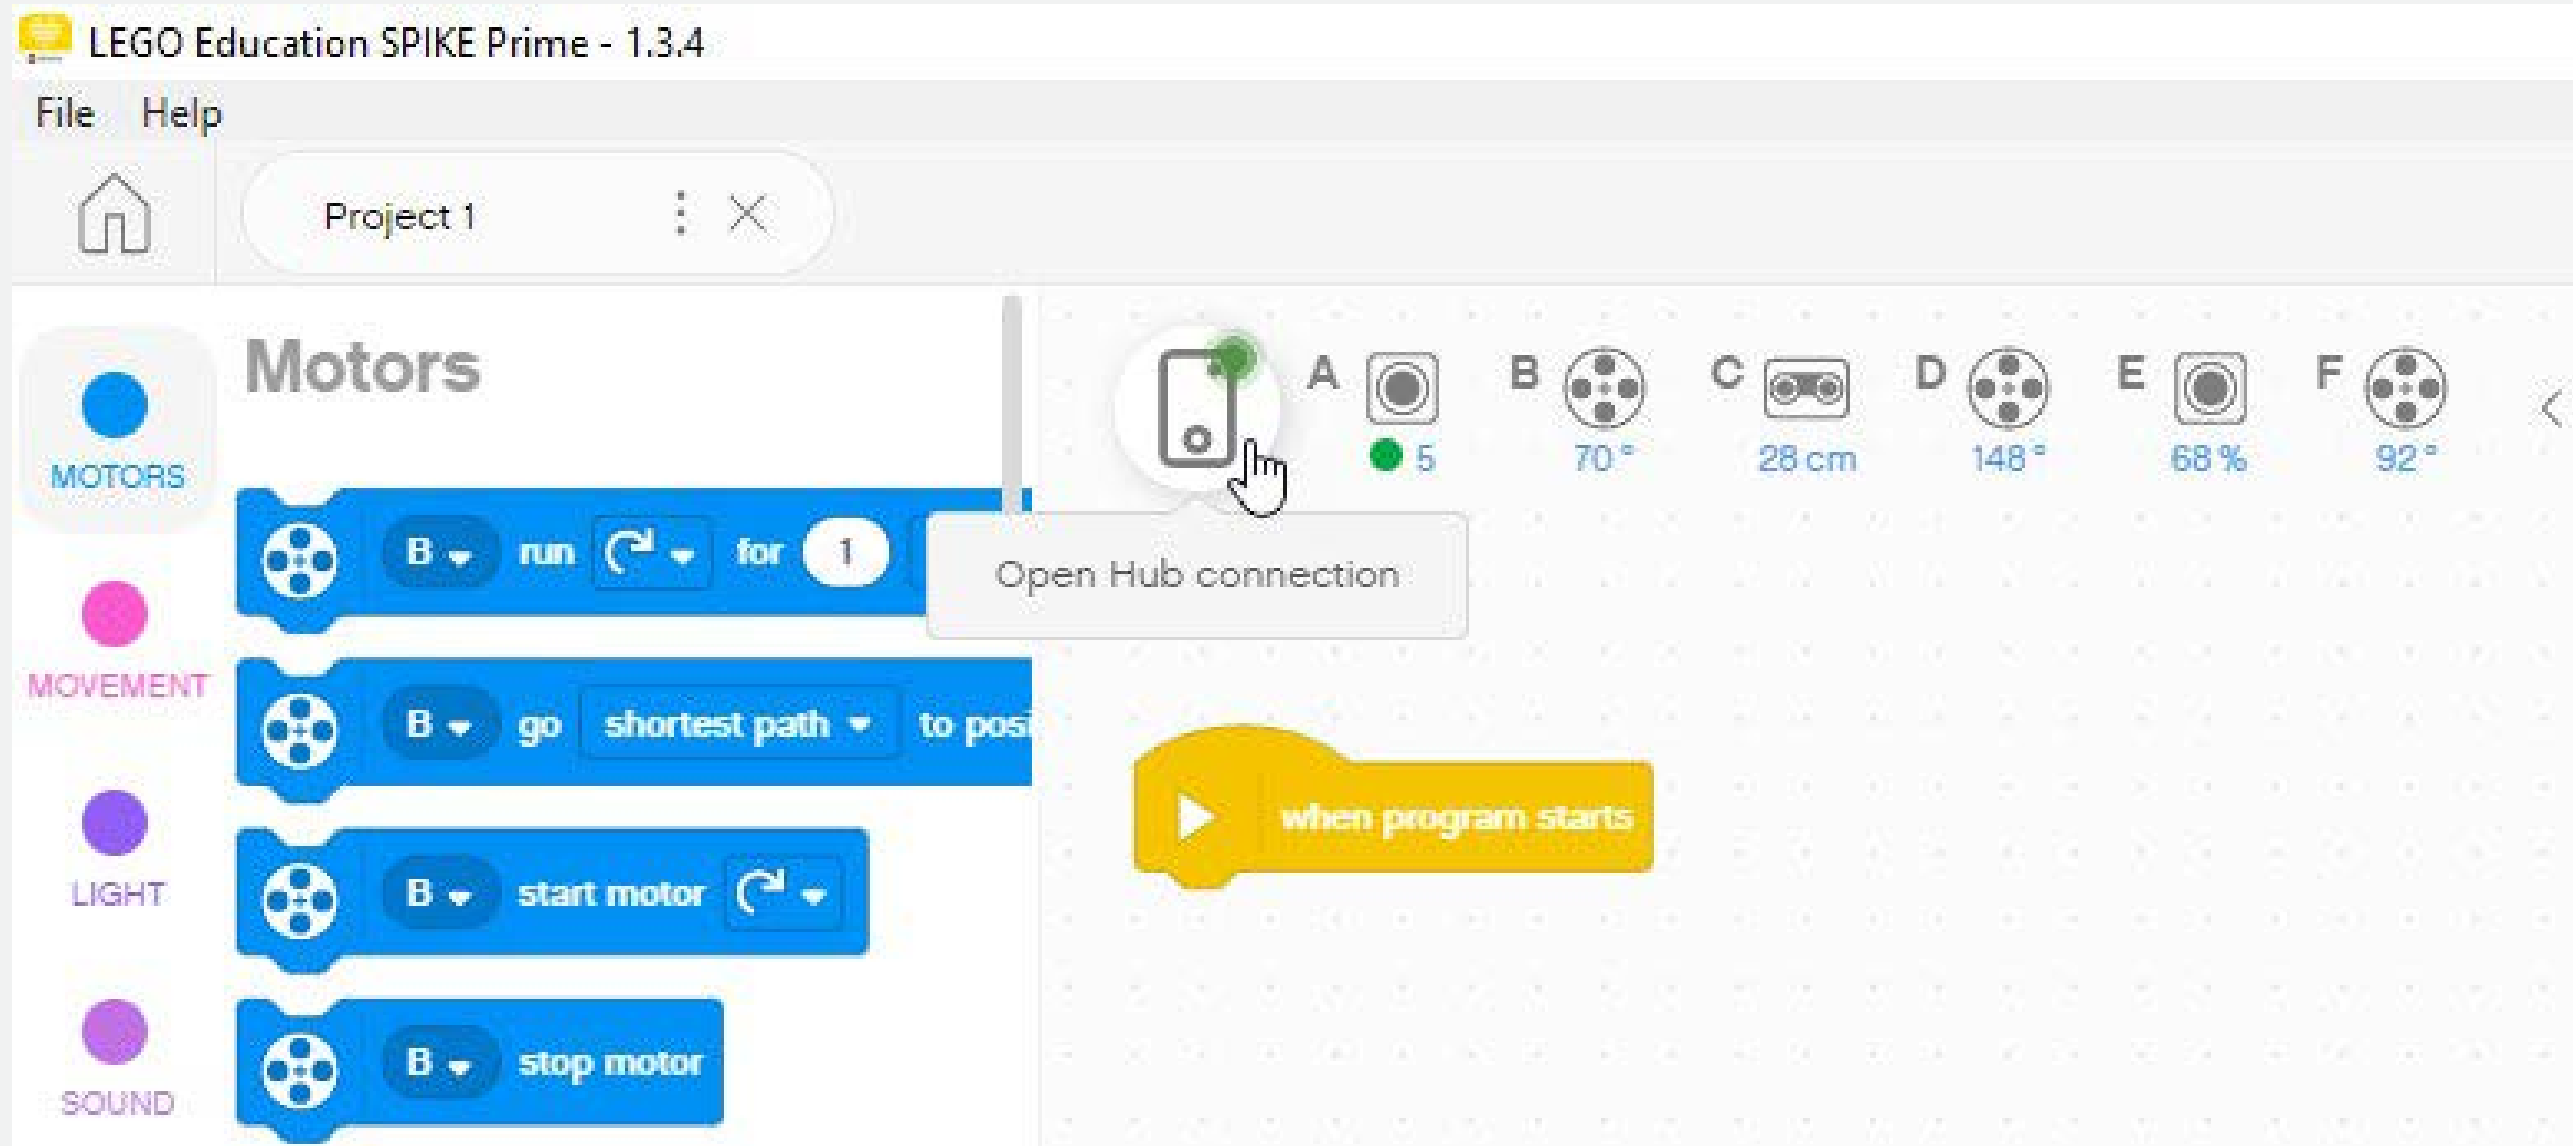 LEGO Education SPIKE Prime - 1.3.4
File Help
Project 1
Motors
MOTORS
MOVEMENT
LIGHT
SOUND
B run for 1
B go shortest path to posi
B start motor
B stop motor
A B C D E F
5 70° 28 cm 148° 68 % 92°
Open Hub connection
when program starts